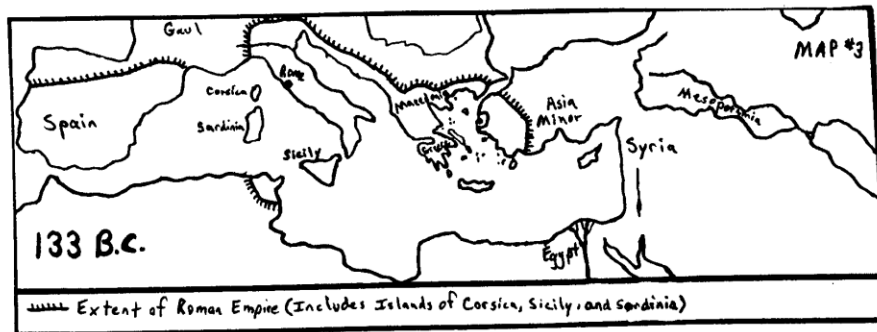 Gaul
MAP #3
Rome
Corsica
Macedonia
Asia
Minor
Mesopotamia
Spain
Sardinia
Greece
Sicily
Syria
133 B.C.
Egypt
Extent of Roman Empire (Includes Islands of Corsica, Sicily, and Sardinia)